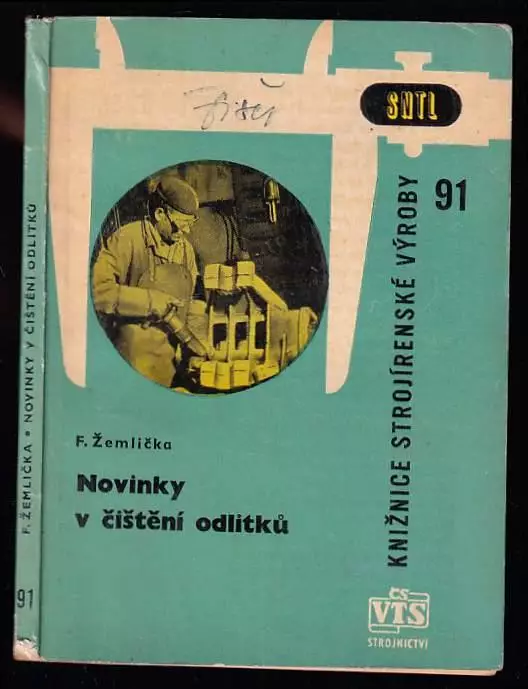 SNTL
91
KNIŽNICE STROJÍRENSKÉ VÝROBY
F. Žemlička
Novinky
v čištění odlitků
ČS
VTS
STROJNICTVÍ
F. ŽEMLIČKA • NOVINKY V ČIŠTĚNÍ ODLITKŮ
91